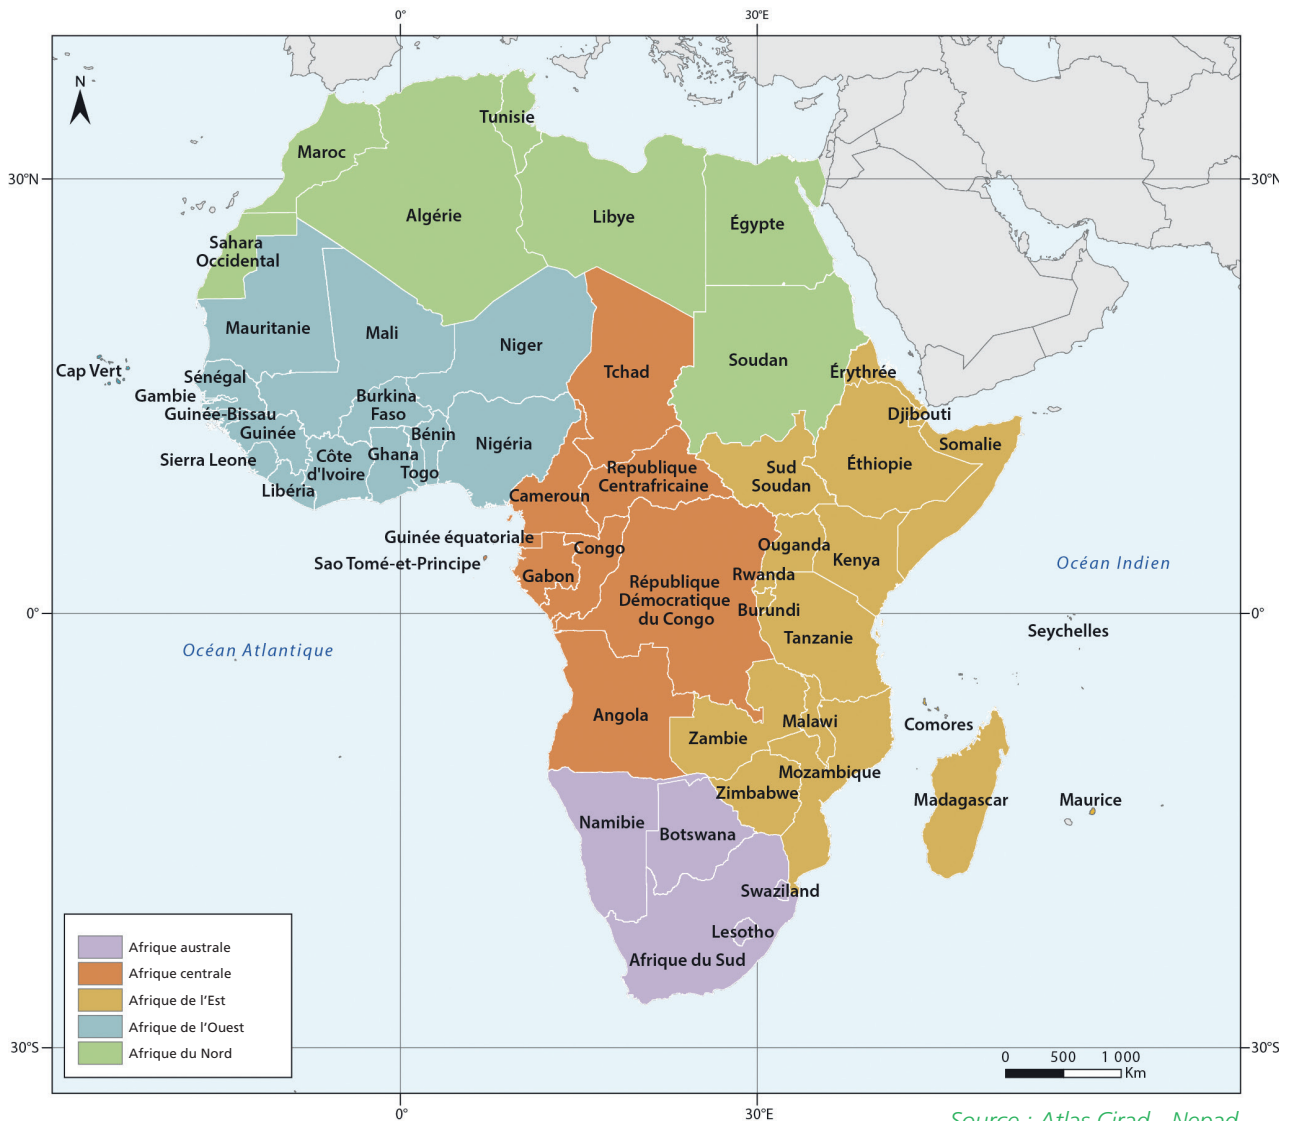 0°
30°E
N
Tunisie
Maroc
30°N
30°N
Algérie
Libye
Égypte
Sahara
Occidental
Mauritanie
Mali
Niger
Tchad
Soudan
Cap Vert
Érythrée
Sénégal
Gambie
Burkina
Faso
Guinée-Bissau
Djibouti
Guinée
Bénin
Nigéria
Somalie
Côte
d'Ivoire
Ghana
Togo
Sierra Leone
Libéria
Republique
Centrafricaine
Sud
Soudan
Éthiopie
Cameroun
Guinée équatoriale
Congo
Ouganda
Kenya
Sao Tomé-et-Principe
Gabon
Rwanda
Océan Indien
République
Démocratique
du Congo
Burundi
0°
0°
Tanzanie
Seychelles
Océan Atlantique
Angola
Zambie
Malawi
Comores
Mozambique
Zimbabwe
Madagascar
Maurice
Namibie
Botswana
Swaziland
Lesotho
Afrique du Sud
Afrique australe
Afrique centrale
Afrique de l'Est
Afrique de l'Ouest
Afrique du Nord
30°S
30°S
0 500 1 000
Km
0°
30°E
Source : Atlas Cirad - Nepad